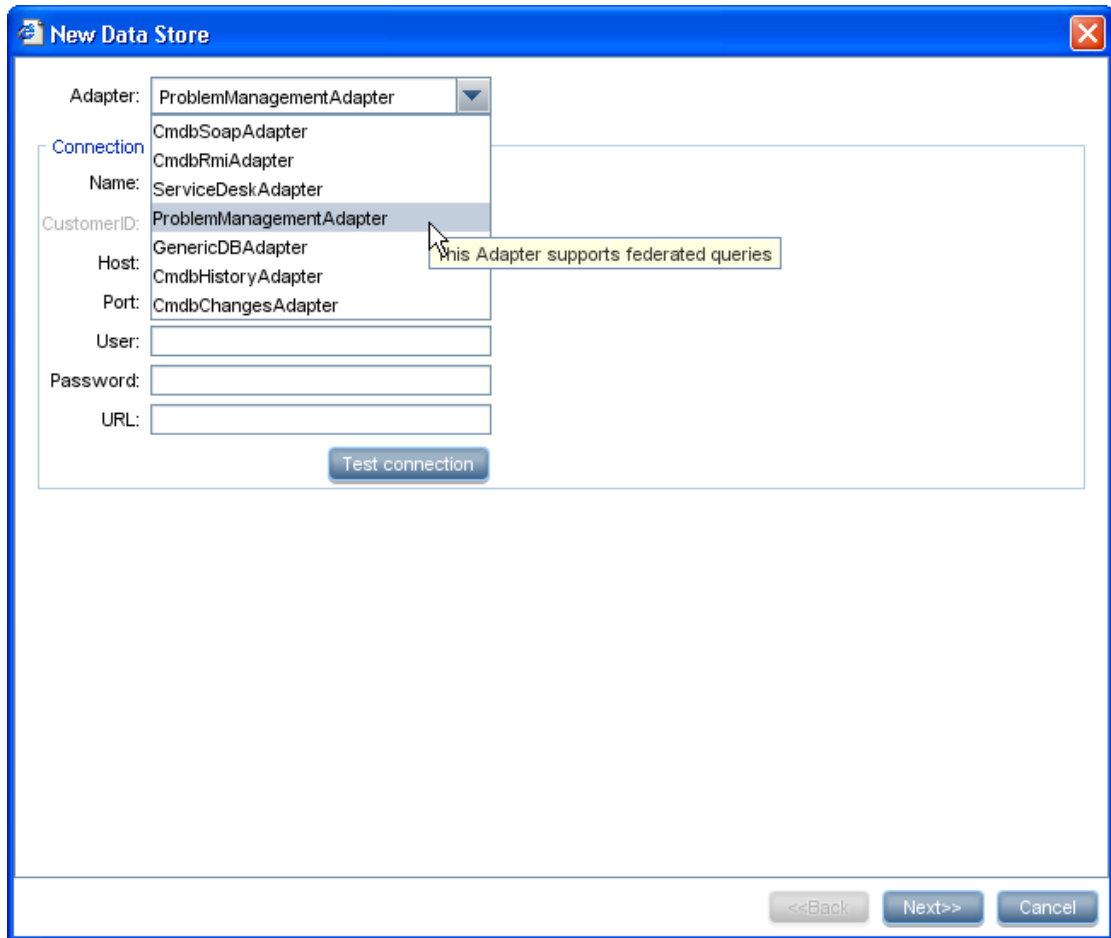 New Data Store
Adapter: ProblemManagementAdapter
CmdbSoapAdapter
Connection
CmdbRmiAdapter
Name:
ServiceDeskAdapter
CustomerID:
ProblemManagementAdapter
GenericDBAdapter
This Adapter supports federated queries
Host:
CmdbHistoryAdapter
Port:
CmdbChangesAdapter
User:
Password:
URL:
Test connection
<<Back Next>> Cancel